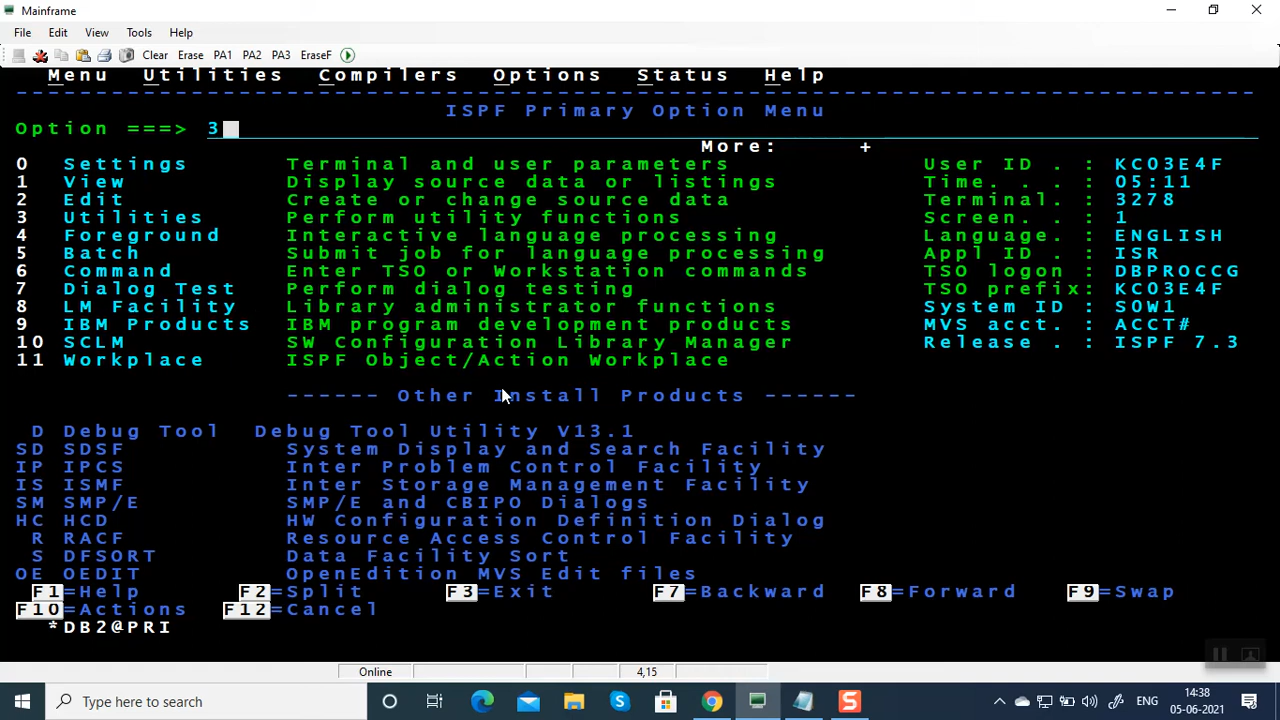 Mainframe
File Edit View Tools Help
Clear Erase PA1 PA2 PA3 EraseF
Menu Utilities Compilers Options Status Help
ISPF Primary Option Menu
Option ===> 3
More: +
0 Settings Terminal and user parameters User ID . : KC03E4F
1 View Display source data or listings Time. . . : 05:11
2 Edit Create or change source data Terminal. : 3278
3 Utilities Perform utility functions Screen. . : 1
4 Foreground Interactive language processing Language. : ENGLISH
5 Batch Submit job for language processing Appl ID . : ISR
6 Command Enter TSO or Workstation commands TSO logon : DBPROCCG
7 Dialog Test Perform dialog testing TSO prefix: KC03E4F
8 LM Facility Library administrator functions System ID : S0W1
9 IBM Products IBM program development products MVS acct. : ACCT#
10 SCLM SW Configuration Library Manager Release . : ISPF 7.3
11 Workplace ISPF Object/Action Workplace
------ Other Install Products ------
D Debug Tool Debug Tool Utility V13.1
SD SDSF System Display and Search Facility
IP IPCS Inter Problem Control Facility
IS ISMF Inter Storage Management Facility
SM SMP/E SMP/E and CBIPO Dialogs
HC HCD HW Configuration Definition Dialog
R RACF Resource Access Control Facility
S DFSORT Data Facility Sort
OE OEDIT OpenEdition MVS Edit files
F1=Help F2=Split F3=Exit F7=Backward F8=Forward F9=Swap
F10=Actions F12=Cancel
*DB2@PRI
Online 4,15
Type here to search ENG 14:38
05-06-2021